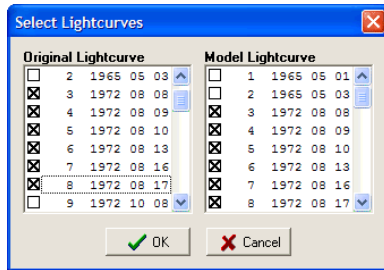 Select Lightcurves
Original Lightcurve
2 1965 05 03
3 1972 08 08
4 1972 08 09
5 1972 08 10
6 1972 08 13
7 1972 08 16
8 1972 08 17
9 1972 10 08
Model Lightcurve
1 1965 05 01
2 1965 05 03
3 1972 08 08
4 1972 08 09
5 1972 08 10
6 1972 08 13
7 1972 08 16
8 1972 08 17
OK
Cancel